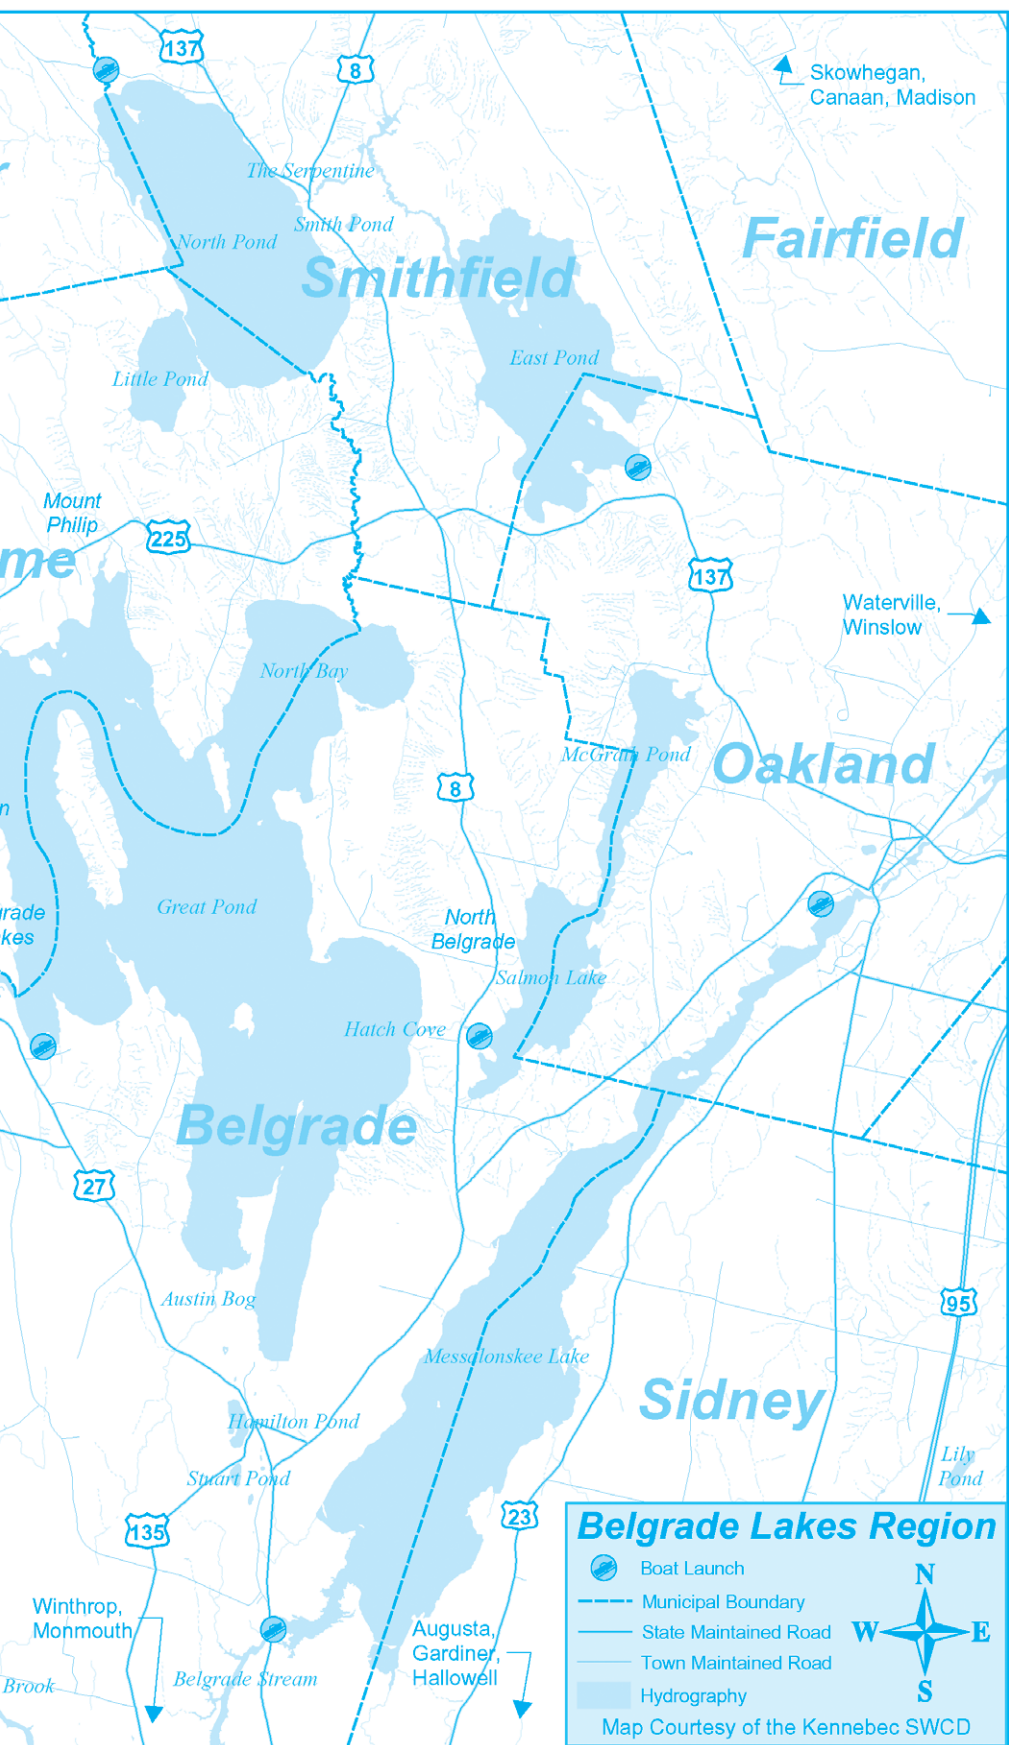 137
8
Skowhegan,
Canaan, Madison
The Serpentine
Smith Pond
North Pond
Fairfield
Smithfield
East Pond
Little Pond
Mount
Philip
225
me
137
Waterville,
Winslow
North Bay
McGrath Pond
Oakland
8
n
Great Pond
grade
kes
North
Belgrade
Salmon Lake
Hatch Cove
Belgrade
27
Austin Bog
95
Messalonskee Lake
Sidney
Hamilton Pond
Lily
Pond
Stuart Pond
135
23
Belgrade Lakes Region
Boat Launch
Municipal Boundary
State Maintained Road
Town Maintained Road
Hydrography
N
W
E
S
Map Courtesy of the Kennebec SWCD
Winthrop,
Monmouth
Augusta,
Gardiner,
Hallowell
Belgrade Stream
Brook